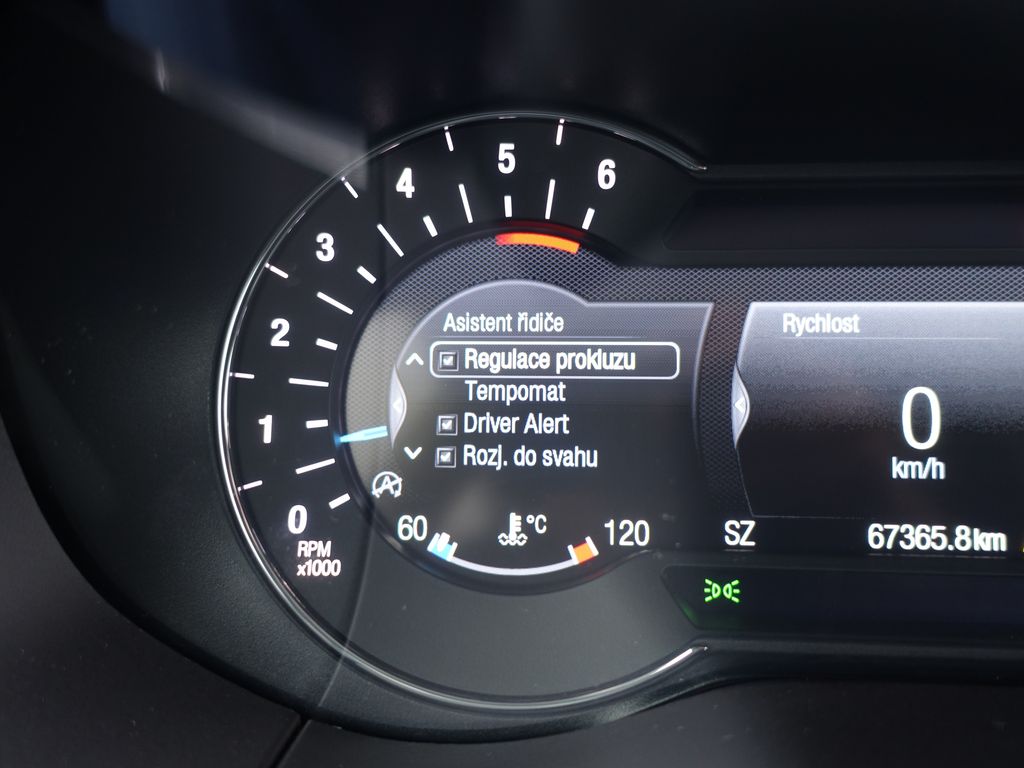 5
6
4
3
2
1
0
RPM
x1000
Asistent řidiče
Regulace prokluzu
Tempomat
Driver Alert
Rozj. do svahu
A
60 °C 120
Rychlost
0
km/h
SZ 67365.8km